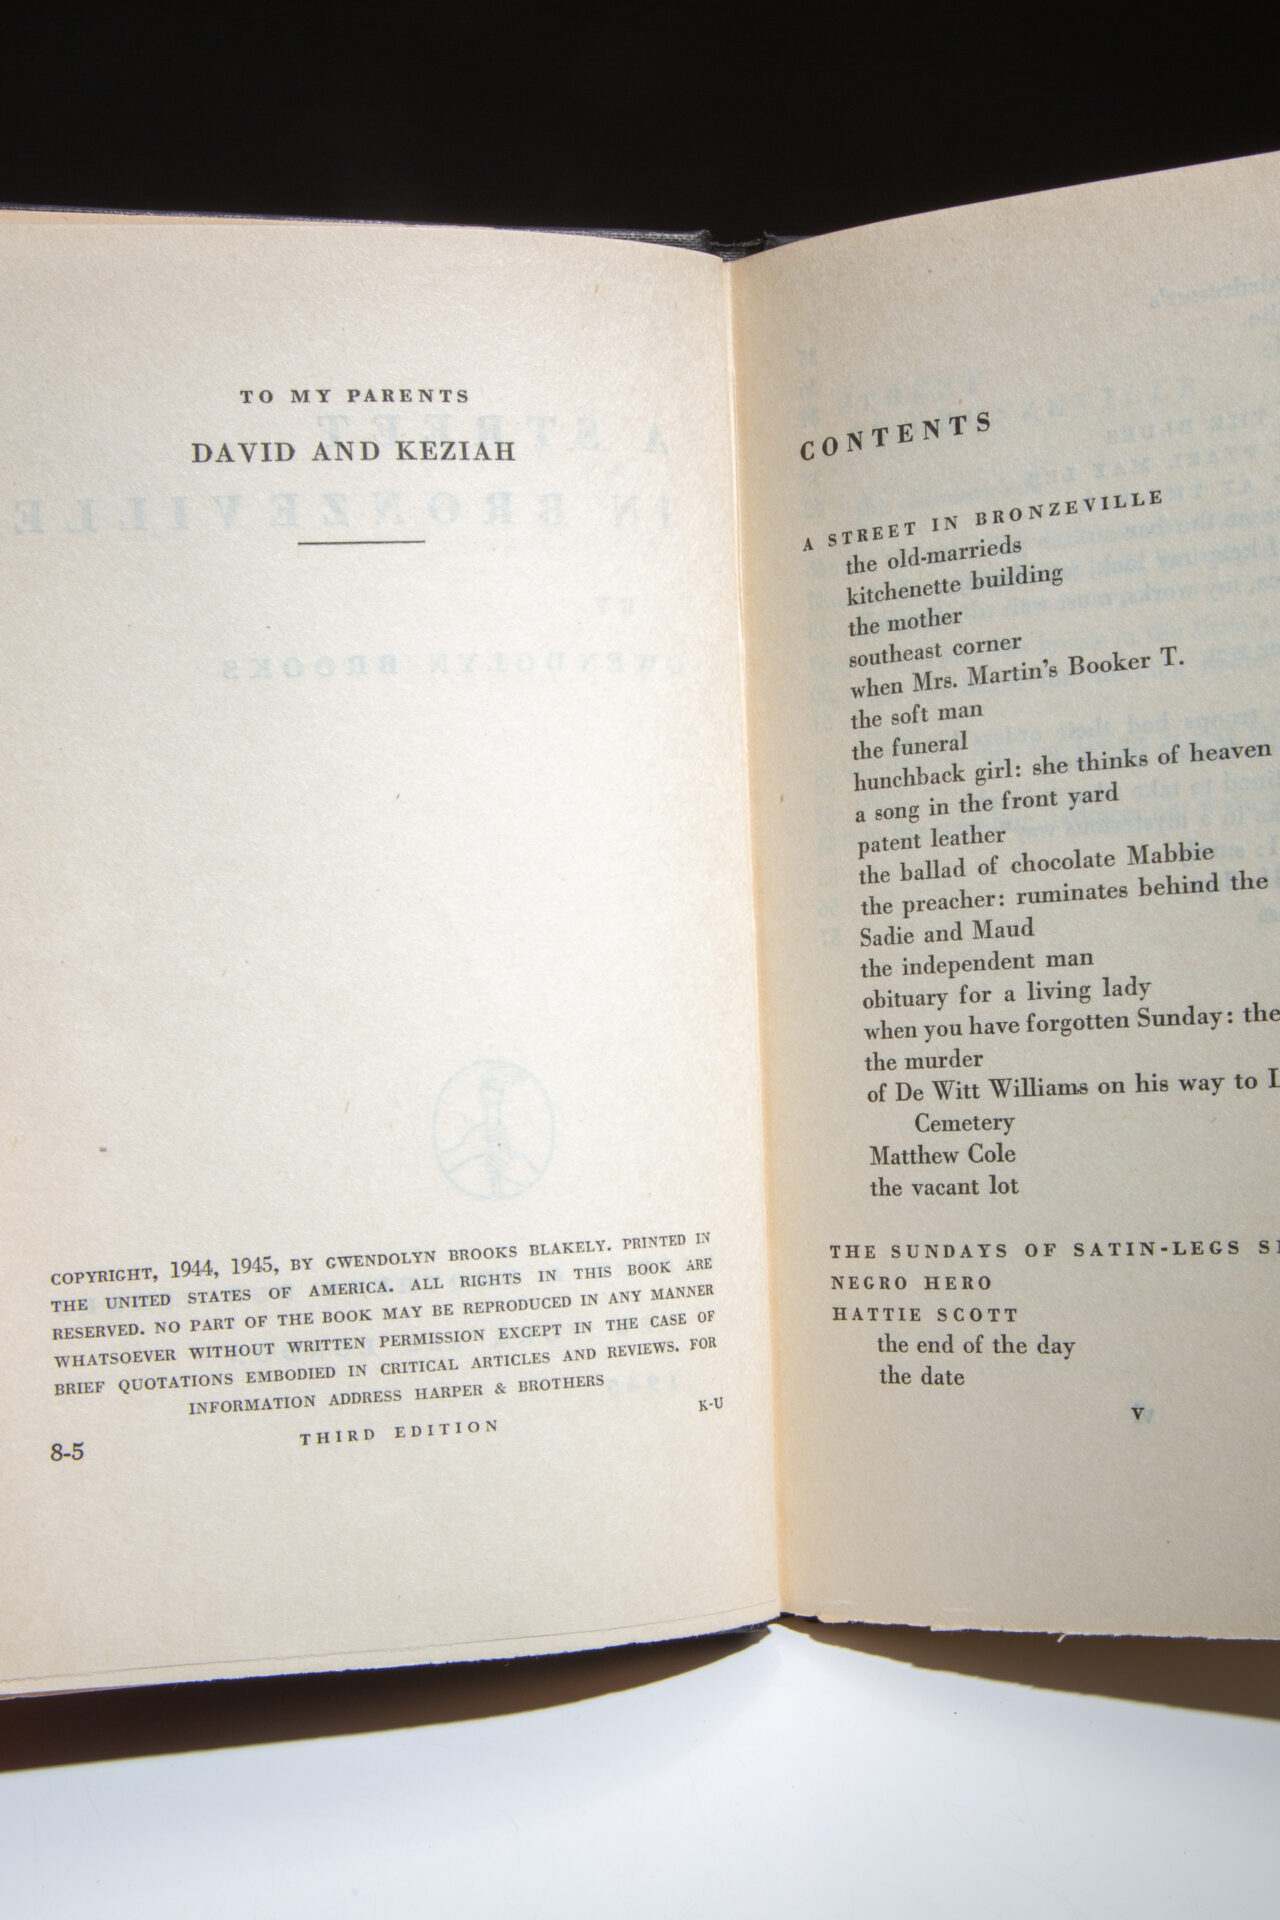 TO MY PARENTS
DAVID AND KEZIAH
COPYRIGHT, 1944, 1945, BY GWENDOLYN BROOKS BLAKELY. PRINTED IN
THE UNITED STATES OF AMERICA. ALL RIGHTS IN THIS BOOK ARE
RESERVED. NO PART OF THE BOOK MAY BE REPRODUCED IN ANY MANNER
WHATSOEVER WITHOUT WRITTEN PERMISSION EXCEPT IN THE CASE OF
BRIEF QUOTATIONS EMBODIED IN CRITICAL ARTICLES AND REVIEWS. FOR
INFORMATION ADDRESS HARPER & BROTHERS
8-5
THIRD EDITION
K-U
CONTENTS
A STREET IN BRONZEVILLE
the old-marrieds
kitchenette building
the mother
southeast corner
when Mrs. Martin's Booker T.
the soft man
the funeral
hunchback girl: she thinks of heaven
a song in the front yard
patent leather
the ballad of chocolate Mabbie
the preacher: ruminates behind the
Sadie and Maud
the independent man
obituary for a living lady
when you have forgotten Sunday: the
the murder
of De Witt Williams on his way to
Cemetery
Matthew Cole
the vacant lot
THE SUNDAYS OF SATIN-LEGS
NEGRO HERO
HATTIE SCOTT
the end of the day
the date
v